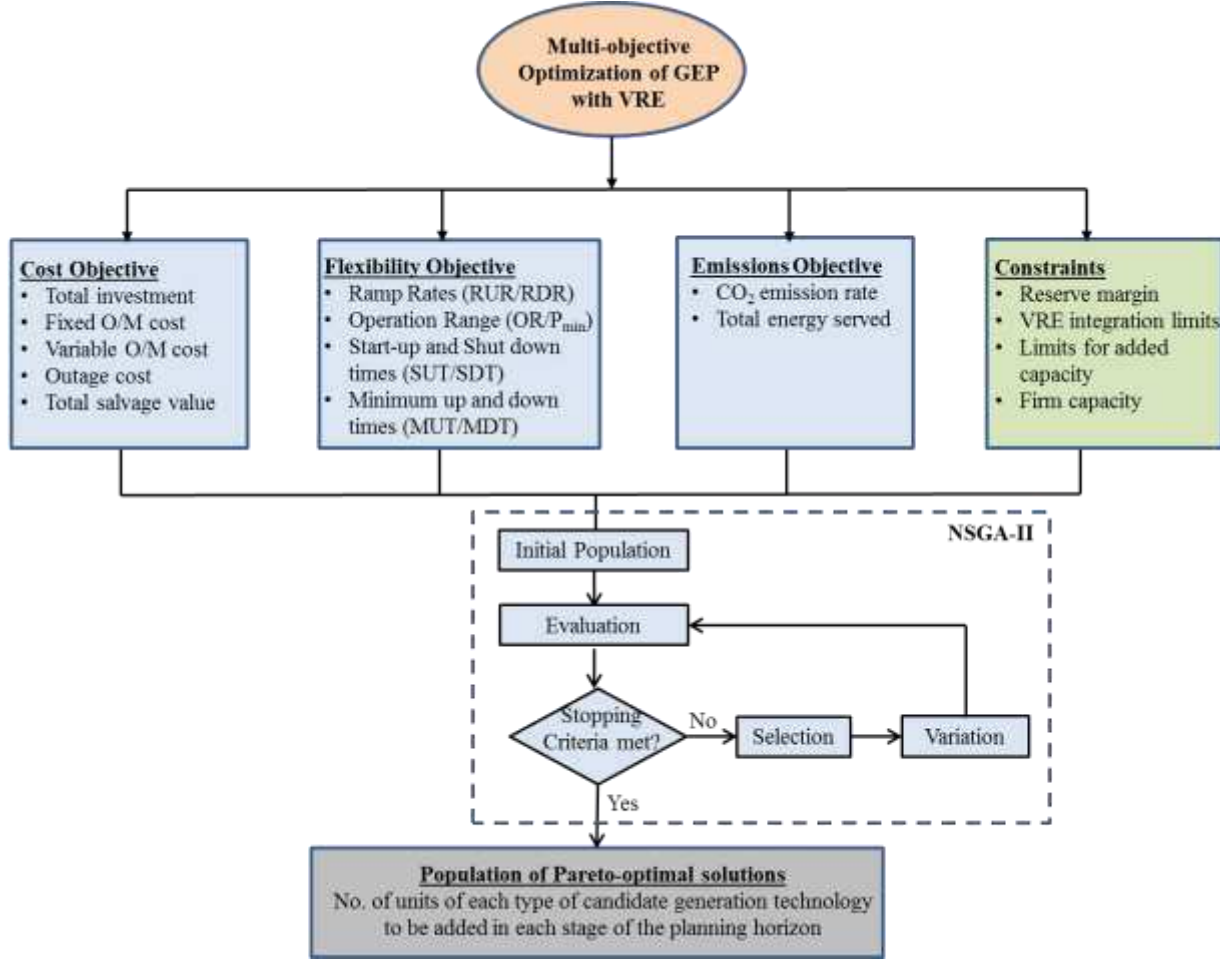 Multi-objective
Optimization of GEP
with VRE
Cost Objective
• Total investment
• Fixed O/M cost
• Variable O/M cost
• Outage cost
• Total salvage value
Flexibility Objective
• Ramp Rates (RUR/RDR)
• Operation Range (OR/Pmin)
• Start-up and Shut down
times (SUT/SDT)
• Minimum up and down
times (MUT/MDT)
Emissions Objective
• CO2 emission rate
• Total energy served
Constraints
• Reserve margin
• VRE integration limits
• Limits for added
capacity
• Firm capacity
NSGA-II
Initial Population
Evaluation
Stopping
Criteria met?
No
Selection
Variation
Yes
Population of Pareto-optimal solutions
No. of units of each type of candidate generation technology
to be added in each stage of the planning horizon